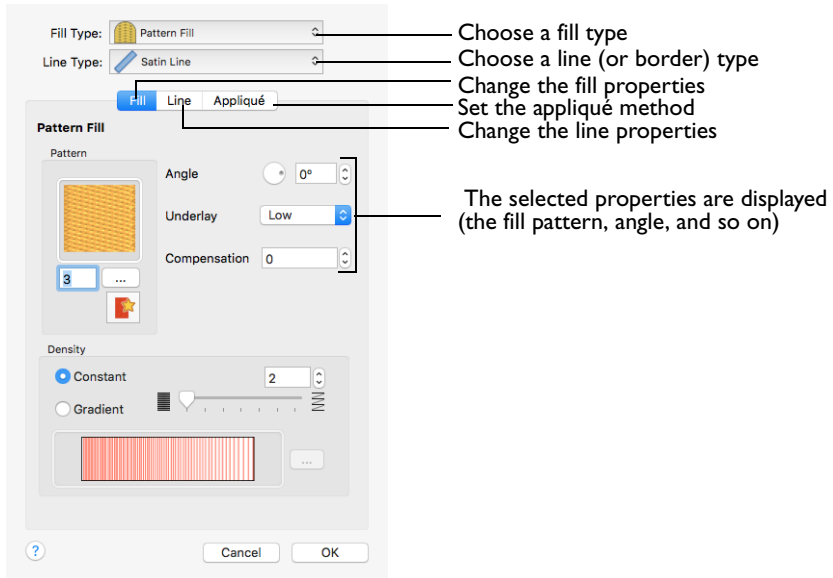 Fill Type: Pattern Fill
Choose a fill type
Line Type: Satin Line
Choose a line (or border) type
Change the fill properties
Fill Line Appliqué
Set the appliqué method
Change the line properties
Pattern Fill
Pattern
Angle 0°
The selected properties are displayed
(the fill pattern, angle, and so on)
Underlay Low
Compensation 0
3 ...
Density
Constant 2
Gradient
...
? Cancel OK